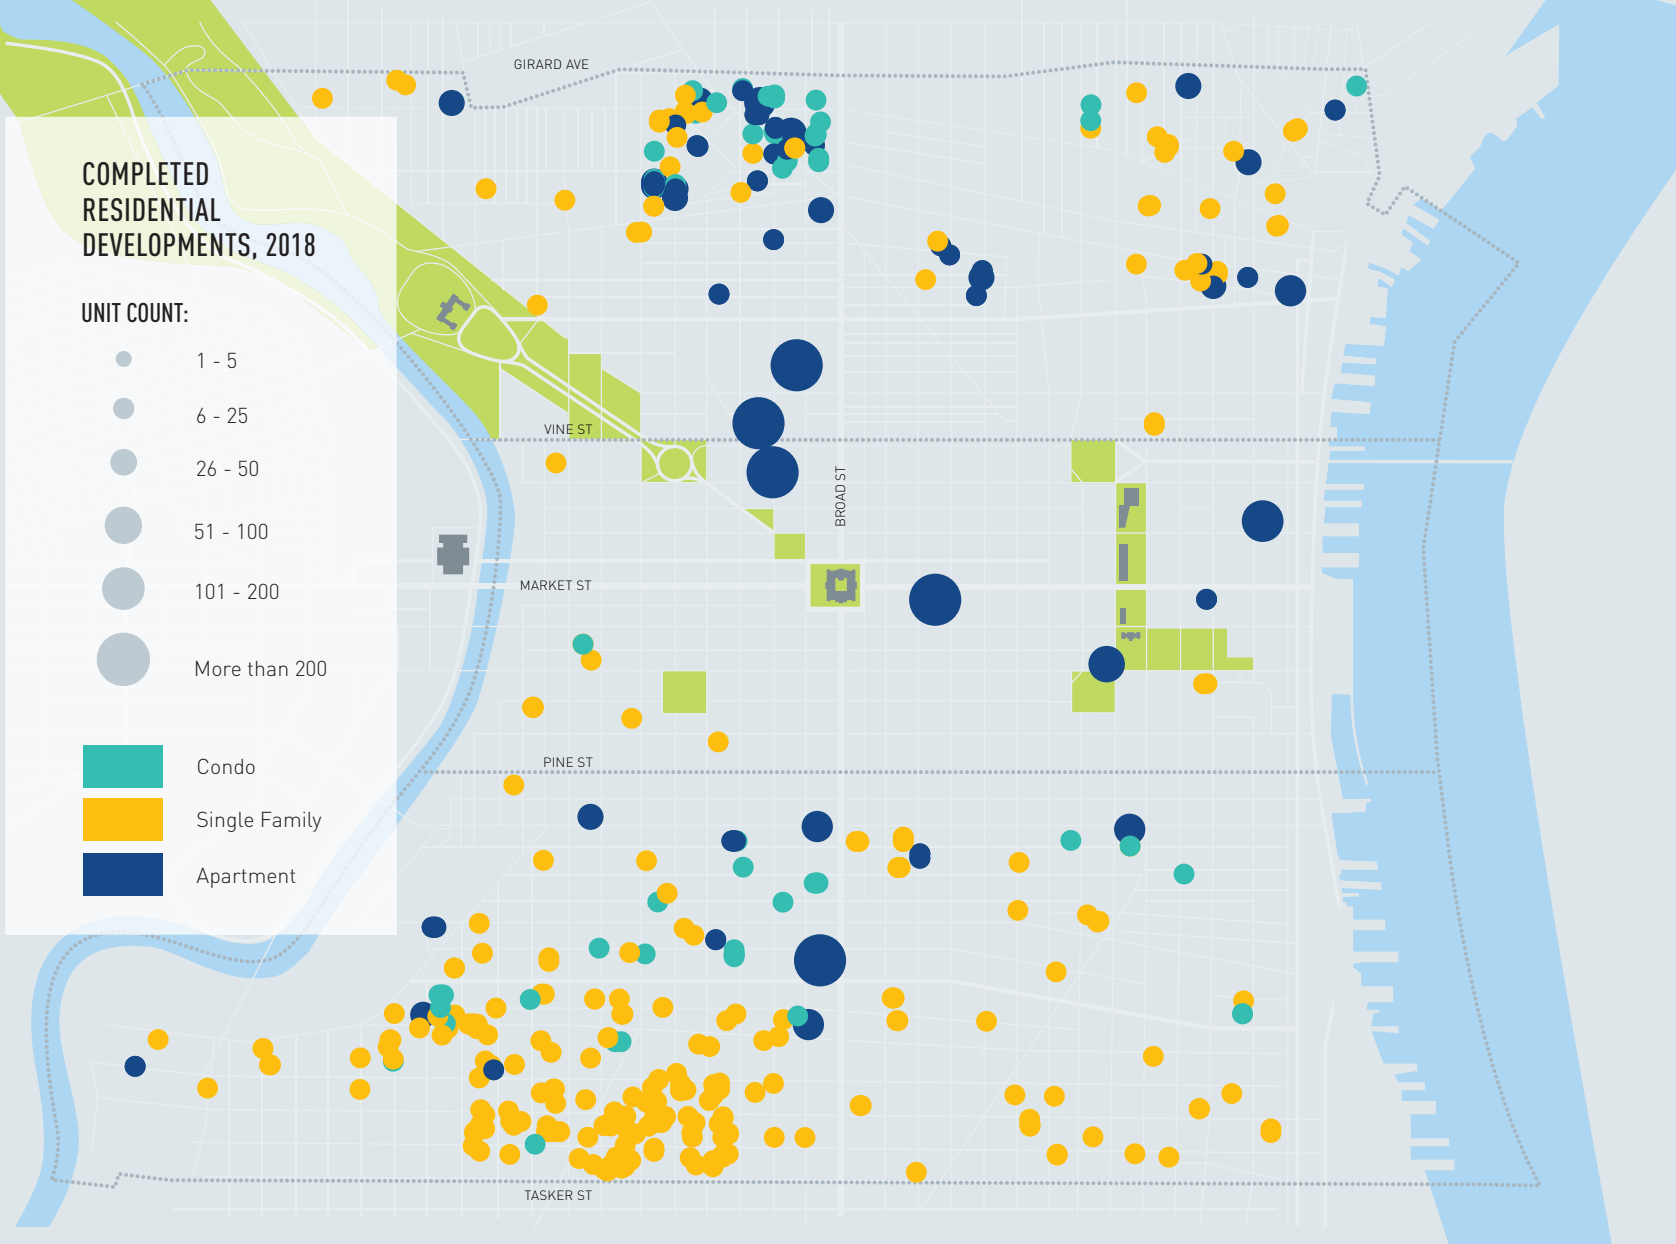 GIRARD AVE
COMPLETED
RESIDENTIAL
DEVELOPMENTS, 2018
UNIT COUNT:
1 - 5
6 - 25
26 - 50
51 - 100
101 - 200
More than 200
Condo
Single Family
Apartment
VINE ST
BROAD ST
MARKET ST
PINE ST
TASKER ST